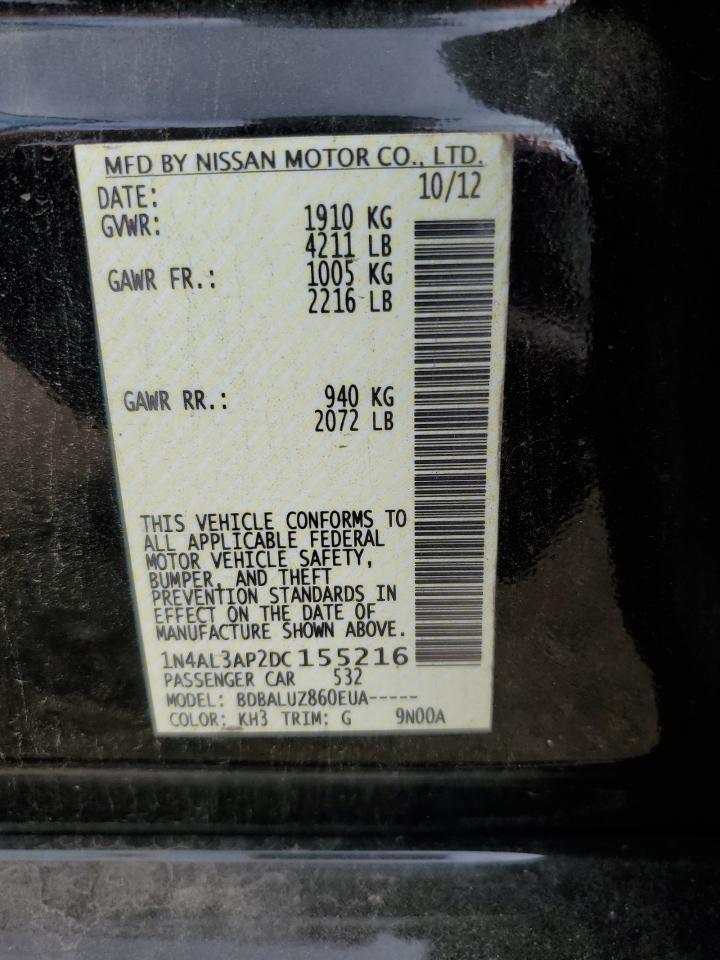 MFD BY NISSAN MOTOR CO., LTD.
DATE: 10/12
GVWR: 1910 KG
4211 LB
GAWR FR.: 1005 KG
2216 LB
GAWR RR.: 940 KG
2072 LB
THIS VEHICLE CONFORMS TO
ALL APPLICABLE FEDERAL
MOTOR VEHICLE SAFETY,
BUMPER, AND THEFT
PREVENTION STANDARDS IN
EFFECT ON THE DATE OF
MANUFACTURE SHOWN ABOVE.
1N4AL3AP2DC155216
PASSENGER CAR 532
MODEL: BDBALUZ860EUA-----
COLOR: KH3 TRIM: G 9N00A